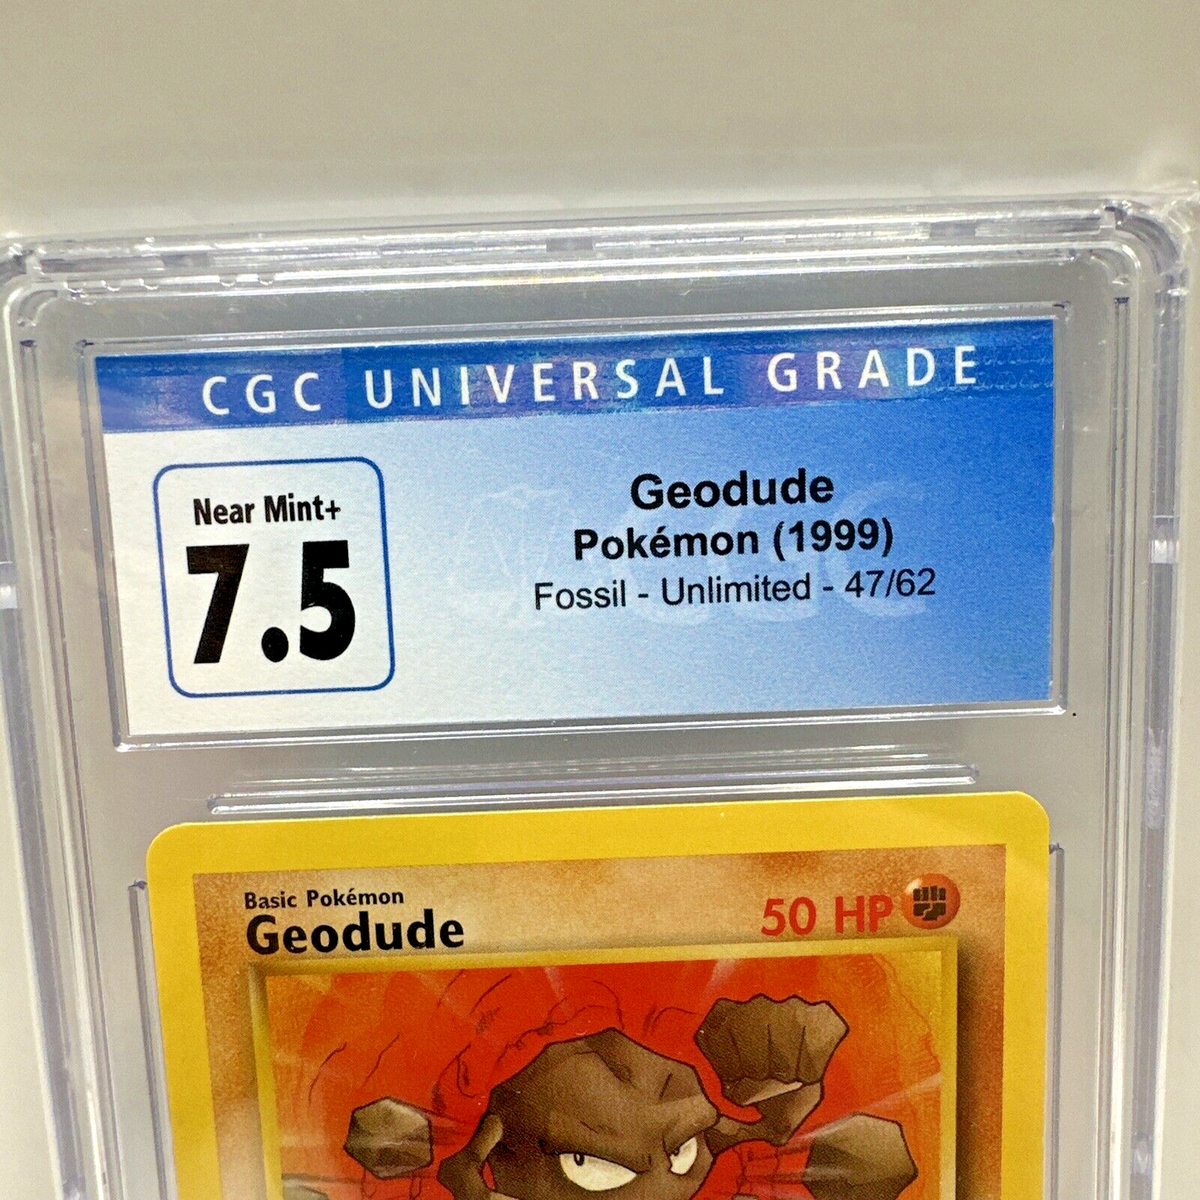 CGC UNIVERSAL GRADE
Near Mint+
7.5
Geodude
Pokémon (1999)
Fossil - Unlimited - 47/62
Basic Pokémon
Geodude
50 HP